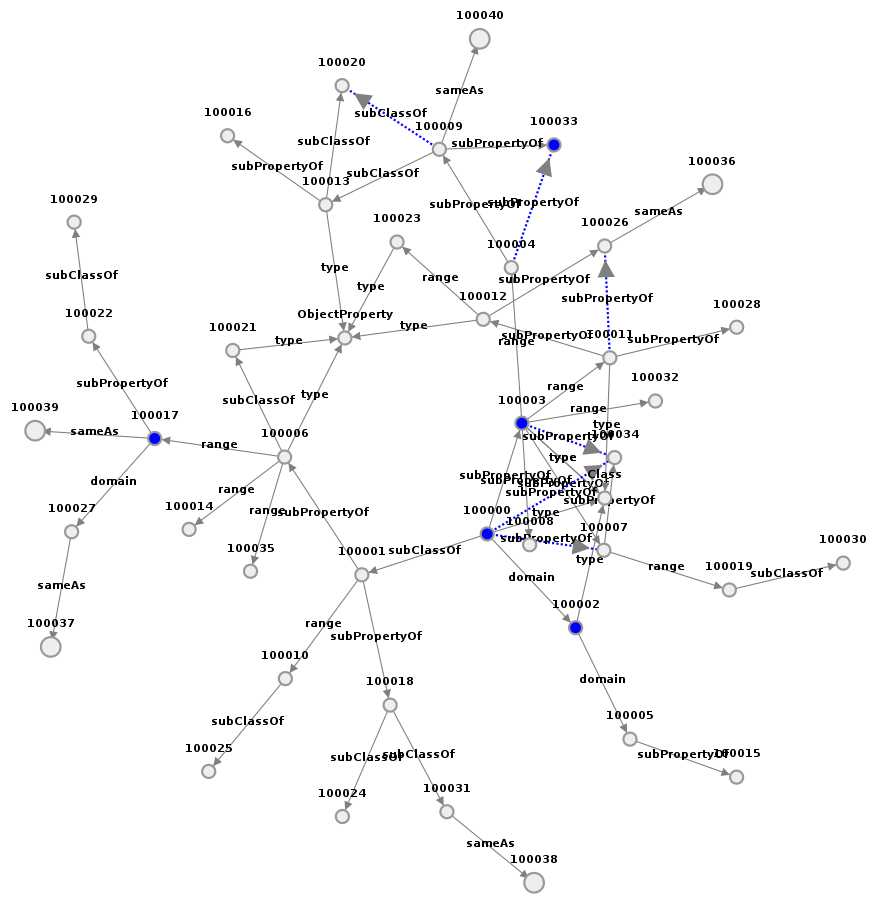 100040
100020
sameAs
subClassOf
100016
100009
100033
subClassOf
subPropertyOf
subPropertyOf
100036
100013
subClassOf
100029
subPropertyOf
subPropertyOf
sameAs
100023
100026
100004
type
range
subPropertyOf
subClassOf
type
100012
subPropertyOf
100028
100022
ObjectProperty
100021
type
type
subPropertyOf
range
100011
subPropertyOf
100032
subPropertyOf
range
100039
100017
subClassOf
type
100003
range
type
sameAs
range
100006
subPropertyOf
100034
type
domain
range
subPropertyOf
subPropertyOf
Class
subPropertyOf
subPropertyOf
subPropertyOf
100027
100014
range
subPropertyOf
100000
type
100008
100007
100030
100035
100001
subClassOf
subPropertyOf
type
range
100019
subClassOf
sameAs
domain
100002
100037
range
subPropertyOf
100010
domain
100018
subClassOf
100005
100025
subClassOf
subClassOf
subPropertyOf
100015
100024
100031
sameAs
100038